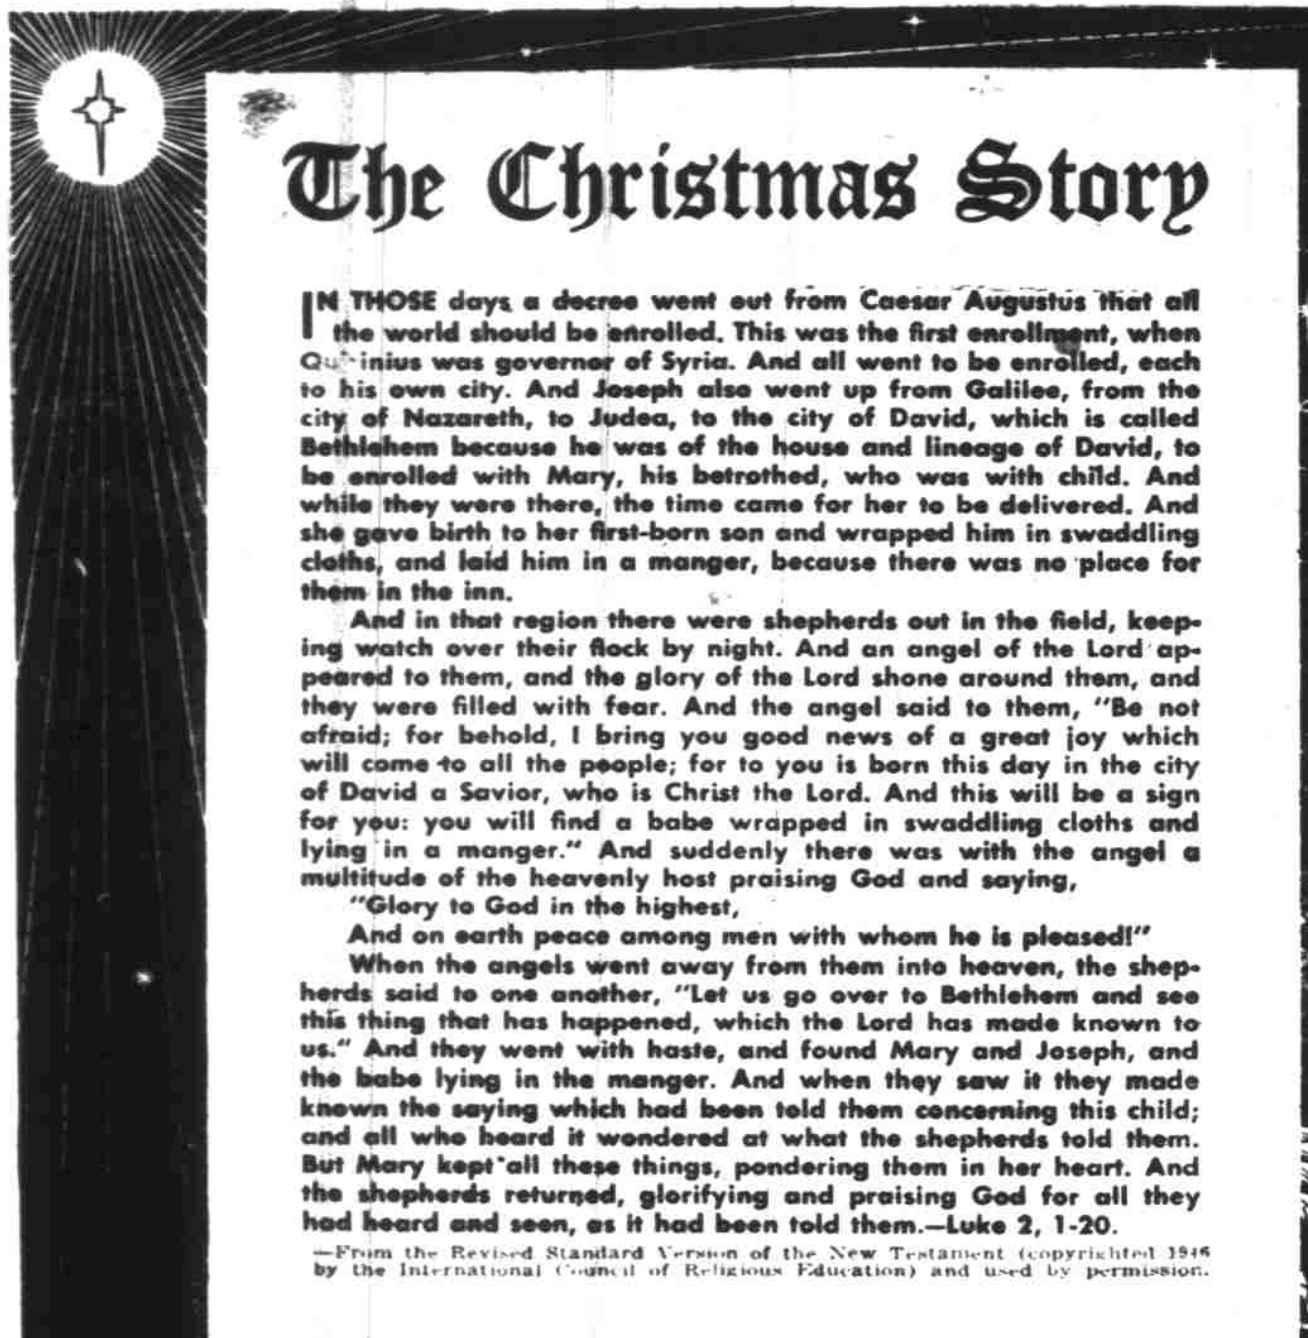 The Christmas Story
IN THOSE days a decree went out from Caesar Augustus that all
the world should be enrolled. This was the first enrollment, when
Quirinius was governor of Syria. And all went to be enrolled, each
to his own city. And Joseph also went up from Galilee, from the
city of Nazareth, to Judea, to the city of David, which is called
Bethlehem because he was of the house and lineage of David, to
be enrolled with Mary, his betrothed, who was with child. And
while they were there, the time came for her to be delivered. And
she gave birth to her first-born son and wrapped him in swaddling
cloths, and laid him in a manger, because there was no place for
them in the inn.
And in that region there were shepherds out in the field, keep-
ing watch over their flock by night. And an angel of the Lord ap-
peared to them, and the glory of the Lord shone around them, and
they were filled with fear. And the angel said to them, "Be not
afraid; for behold, I bring you good news of a great joy which
will come to all the people; for to you is born this day in the city
of David a Savior, who is Christ the Lord. And this will be a sign
for you: you will find a babe wrapped in swaddling cloths and
lying in a manger." And suddenly there was with the angel a
multitude of the heavenly host praising God and saying,
"Glory to God in the highest,
And on earth peace among men with whom he is pleased!"
When the angels went away from them into heaven, the shep-
herds said to one another, "Let us go over to Bethlehem and see
this thing that has happened, which the Lord has made known to
us." And they went with haste, and found Mary and Joseph, and
the babe lying in the manger. And when they saw it they made
known the saying which had been told them concerning this child;
and all who heard it wondered at what the shepherds told them.
But Mary kept all these things, pondering them in her heart. And
the shepherds returned, glorifying and praising God for all they
had heard and seen, as it had been told them.—Luke 2, 1-20.
—From the Revised Standard Version of the New Testament (copyrighted 1946
by the International Council of Religious Education) and used by permission.